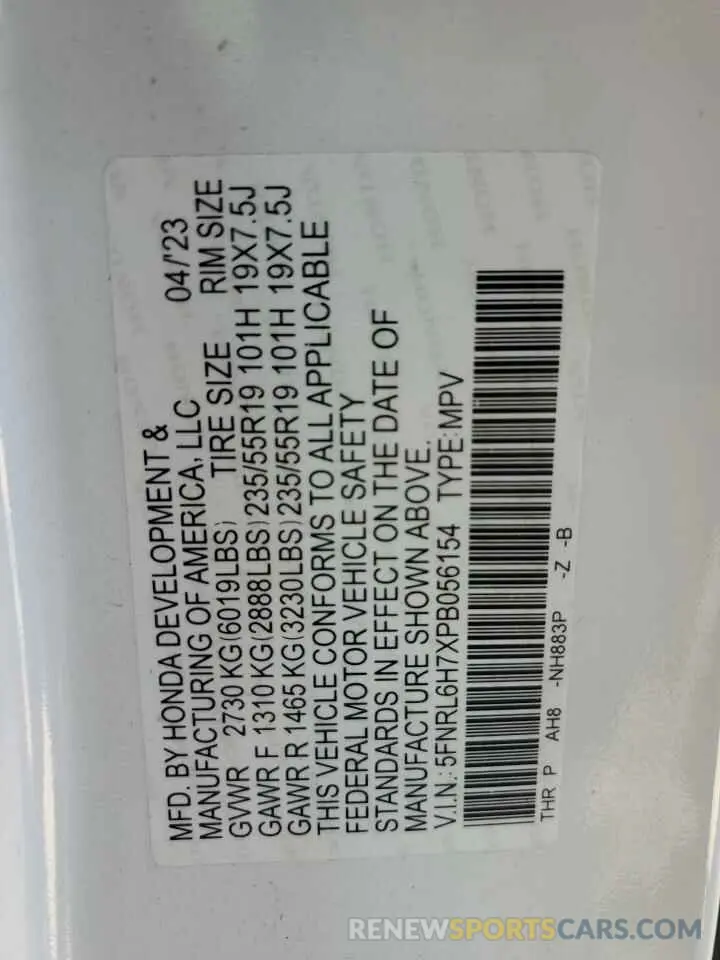 MFD. BY HONDA DEVELOPMENT &
MANUFACTURING OF AMERICA, LLC 04/'23
GVWR 2730 KG(6019LBS) TIRE SIZE RIM SIZE
GAWR F 1310 KG(2888LBS)235/55R19 101H 19X7.5J
GAWR R 1465 KG(3230LBS)235/55R19 101H 19X7.5J
THIS VEHICLE CONFORMS TO ALL APPLICABLE
FEDERAL MOTOR VEHICLE SAFETY
STANDARDS IN EFFECT ON THE DATE OF
MANUFACTURE SHOWN ABOVE.
V.I.N.:5FNRL6H7XPB056154 TYPE:MPV
THR P AH8 -NH883P -Z -B
RENEWSPORTSCARS.COM